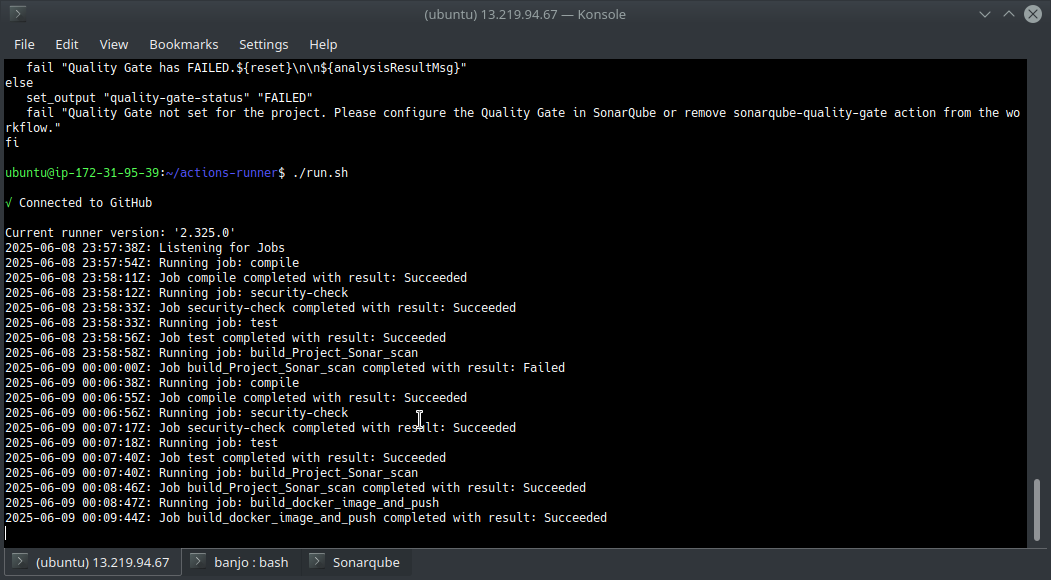 (ubuntu) 13.219.94.67 — Konsole
File Edit View Bookmarks Settings Help
   fail "Quality Gate has FAILED.${reset}\n\n${analysisResultMsg}"
else
   set_output "quality-gate-status" "FAILED"
   fail "Quality Gate not set for the project. Please configure the Quality Gate in SonarQube or remove sonarqube-quality-gate action from the wo
rkflow."
fi
ubuntu@ip-172-31-95-39:~/actions-runner$ ./run.sh
√ Connected to GitHub
Current runner version: '2.325.0'
2025-06-08 23:57:38Z: Listening for Jobs
2025-06-08 23:57:54Z: Running job: compile
2025-06-08 23:58:11Z: Job compile completed with result: Succeeded
2025-06-08 23:58:12Z: Running job: security-check
2025-06-08 23:58:33Z: Job security-check completed with result: Succeeded
2025-06-08 23:58:33Z: Running job: test
2025-06-08 23:58:56Z: Job test completed with result: Succeeded
2025-06-08 23:58:58Z: Running job: build_Project_Sonar_scan
2025-06-09 00:00:00Z: Job build_Project_Sonar_scan completed with result: Failed
2025-06-09 00:06:38Z: Running job: compile
2025-06-09 00:06:55Z: Job compile completed with result: Succeeded
2025-06-09 00:06:56Z: Running job: security-check
2025-06-09 00:07:17Z: Job security-check completed with result: Succeeded
2025-06-09 00:07:18Z: Running job: test
2025-06-09 00:07:40Z: Job test completed with result: Succeeded
2025-06-09 00:07:40Z: Running job: build_Project_Sonar_scan
2025-06-09 00:08:46Z: Job build_Project_Sonar_scan completed with result: Succeeded
2025-06-09 00:08:47Z: Running job: build_docker_image_and_push
2025-06-09 00:09:44Z: Job build_docker_image_and_push completed with result: Succeeded
(ubuntu) 13.219.94.67 banjo : bash Sonarqube